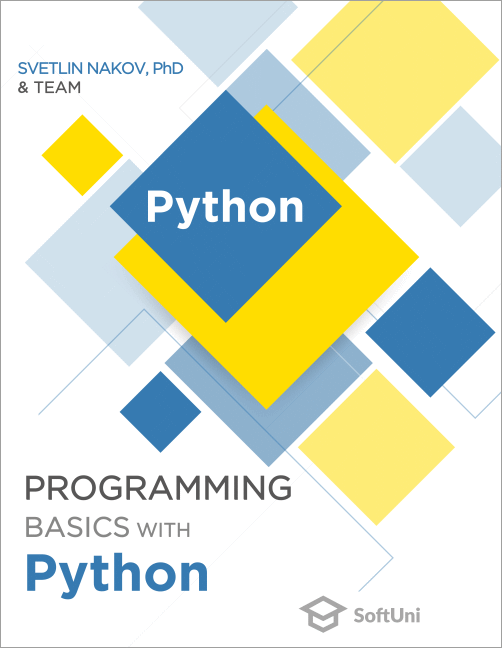 SVETLIN NAKOV, PhD
& TEAM
Python
PROGRAMMING
BASICS WITH
Python
SoftUni